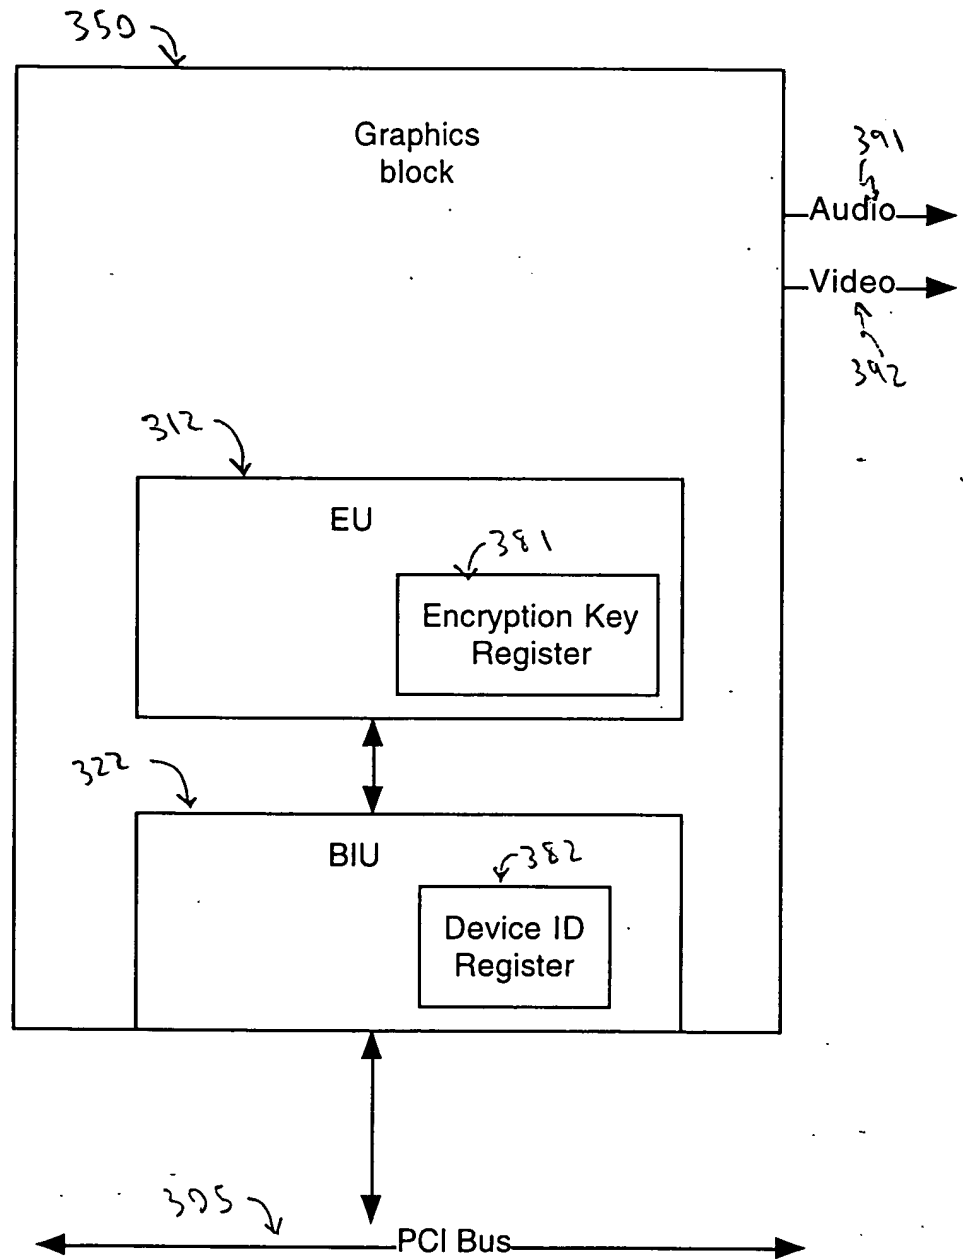 350
Graphics
block
391
Audio
Video
392
312
EU
381
Encryption Key
Register
322
BIU
382
Device ID
Register
305
PCI Bus